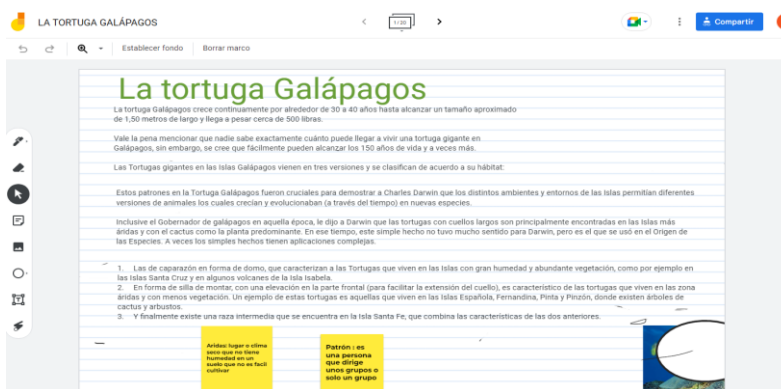 LA TORTUGA GALÁPAGOS
1/20
Compartir
Establecer fondo
Borrar marco
La tortuga Galápagos
La tortuga Galápagos crece continuamente por alrededor de 30 a 40 años hasta alcanzar un tamaño aproximado
de 1,50 metros de largo y llega a pesar cerca de 500 libras.
Vale la pena mencionar que nadie sabe exactamente cuánto puede llegar a vivir una tortuga gigante en
Galápagos, sin embargo, se cree que fácilmente pueden alcanzar los 150 años de vida y a veces más.
Las Tortugas gigantes en las Islas Galápagos vienen en tres versiones y se clasifican de acuerdo a su hábitat:
Estos patrones en la Tortuga Galápagos fueron cruciales para demostrar a Charles Darwin que los distintos ambientes y entornos de las Islas permitían diferentes
versiones de animales los cuales crecían y evolucionaban (a través del tiempo) en nuevas especies.
Inclusive el Gobernador de galápagos en aquella época, le dijo a Darwin que las tortugas con cuellos largos son principalmente encontradas en las Islas más
áridas y con el cactus como la planta predominante. En ese tiempo, este simple hecho no tuvo mucho sentido para Darwin, pero es el que se usó en el Origen de
las Especies. A veces los simples hechos tienen aplicaciones complejas.
1. Las de caparazón en forma de domo, que caracterizan a las Tortugas que viven en las Islas con gran humedad y abundante vegetación, como por ejemplo en
las Islas Santa Cruz y en algunos volcanes de la Isla Isabela.
2. En forma de silla de montar, con una elevación en la parte frontal (para facilitar la extensión del cuello), es característico de las tortugas que viven en las zona
áridas y con menos vegetación. Un ejemplo de estas tortugas es aquellas que viven en las Islas Española, Fernandina, Pinta y Pinzón, donde existen árboles de
cactus y arbustos.
3. Y finalmente existe una raza intermedia que se encuentra en la Isla Santa Fe, que combina las características de las dos anteriores.
Aridas: lugar o clima
seco que no tiene
humedad en un
suelo que no es facil
cultivar
Patrón : es
una persona
que dirige
unos grupos o
solo un grupo